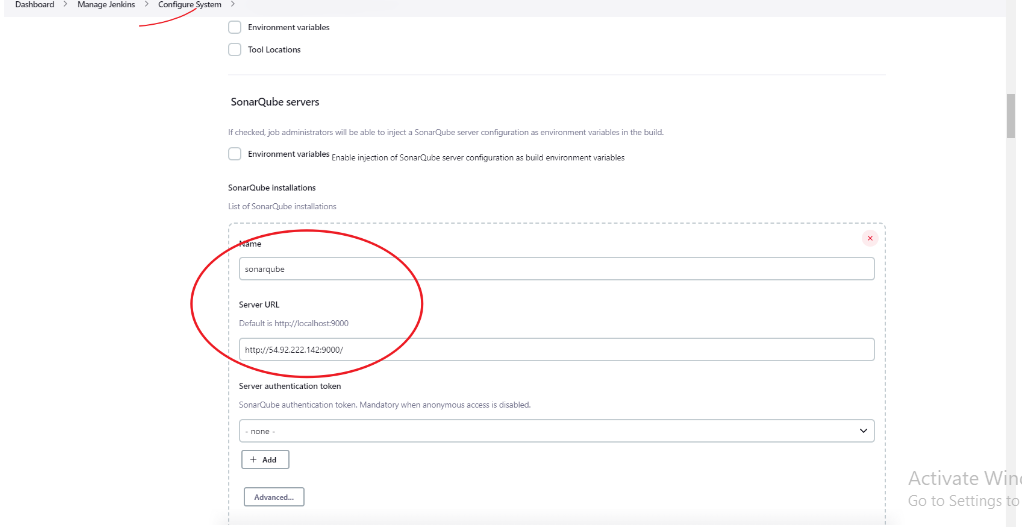 Dashboard > Manage Jenkins > Configure System >
Environment variables
Tool Locations
SonarQube servers
If checked, job administrators will be able to inject a SonarQube server configuration as environment variables in the build.
Environment variables Enable injection of SonarQube server configuration as build environment variables
SonarQube installations
List of SonarQube installations
Name
sonarqube
Server URL
Default is http://localhost:9000
http://54.92.222.142:9000/
Server authentication token
SonarQube authentication token. Mandatory when anonymous access is disabled.
- none -
+ Add
Advanced...
Activate Win
Go to Settings to